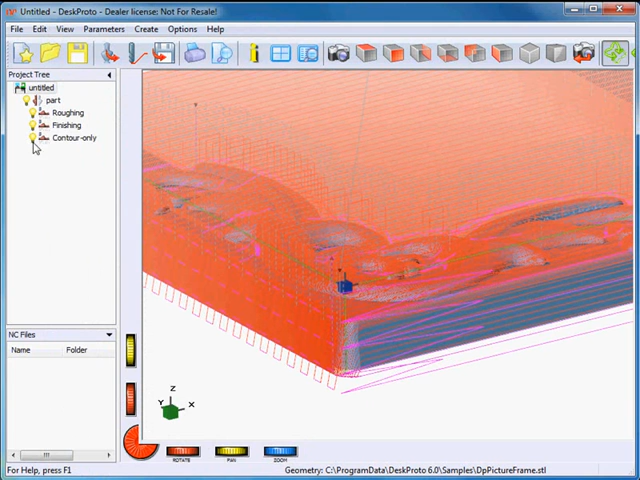 Untitled - DeskProto - Dealer license: Not For Resale!
File Edit View Parameters Create Options Help
Project Tree
untitled
part
Roughing
Finishing
Contour-only
NC Files
Name Folder
Z
Y X
ROTATE PAN ZOOM
For Help, press F1 Geometry: C:\ProgramData\DeskProto 6.0\Samples\DpPictureFrame.stl